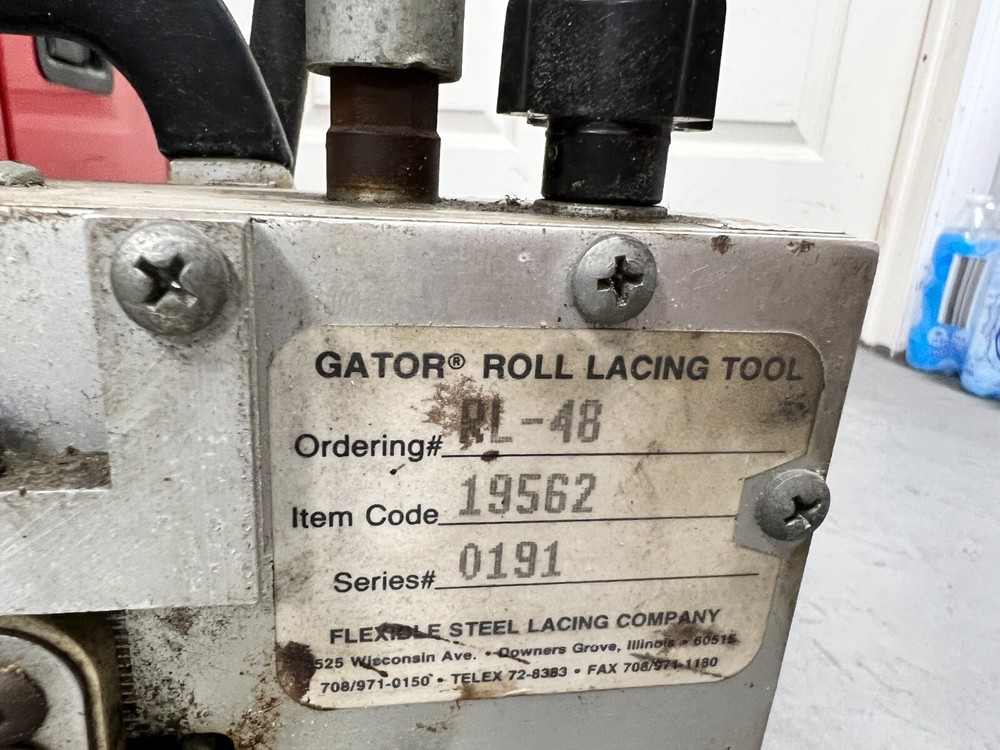 GATOR® ROLL LACING TOOL
Ordering# RL-48
Item Code 19562
Series# 0191
FLEXIBLE STEEL LACING COMPANY
525 Wisconsin Ave. • Downers Grove, Illinois • 60515
708/971-0150 • TELEX 72-8383 • FAX 708/971-1180